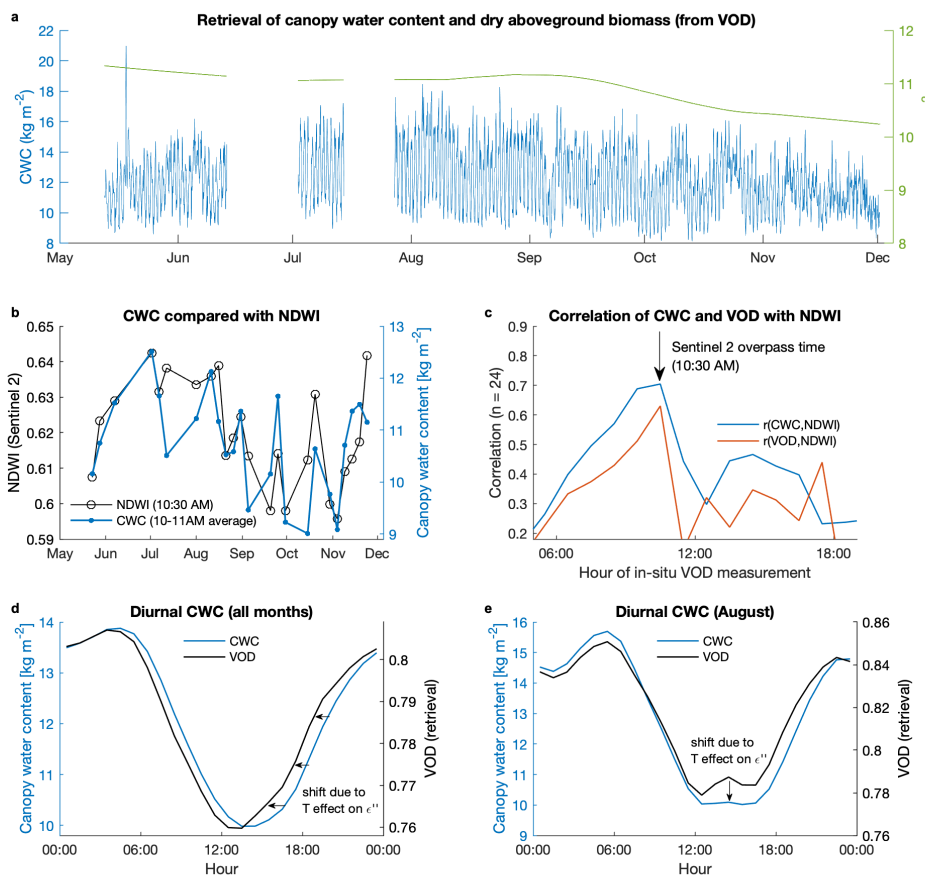 a
Retrieval of canopy water content and dry aboveground biomass (from VOD)
22
20
18
16
14
12
10
8
CWC (kg m-2)
12
11
10
9
8
May Jun Jul Aug Sep Oct Nov Dec
b
CWC compared with NDWI
0.65
0.64
0.63
0.62
0.61
0.6
0.59
NDWI (Sentinel 2)
13
12
11
10
9
Canopy water content [kg m-2]
NDWI (10:30 AM)
CWC (10-11AM average)
May Jun Jul Aug Sep Oct Nov Dec
c
Correlation of CWC and VOD with NDWI
0.9
0.8
0.7
0.6
0.5
0.4
0.3
0.2
Correlation (n = 24)
Sentinel 2 overpass time
(10:30 AM)
r(CWC,NDWI)
r(VOD,NDWI)
06:00 12:00 18:00
Hour of in-situ VOD measurement
d
Diurnal CWC (all months)
14
13
12
11
10
Canopy water content [kg m-2]
CWC
VOD
0.8
0.79
0.78
0.77
0.76
VOD (retrieval)
shift due to
T effect on ϵ''
00:00 06:00 12:00 18:00 00:00
Hour
e
Diurnal CWC (August)
16
15
14
13
12
11
10
9
Canopy water content [kg m-2]
CWC
VOD
0.86
0.84
0.82
0.8
0.78
0.76
VOD (retrieval)
shift due to
T effect on ϵ''
00:00 06:00 12:00 18:00 00:00
Hour